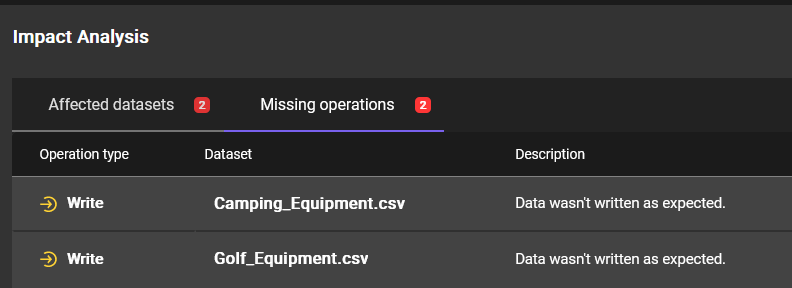 Impact Analysis
Affected datasets 2 Missing operations 2
Operation type Dataset Description
Write Camping_Equipment.csv Data wasn't written as expected.
Write Golf_Equipment.csv Data wasn't written as expected.